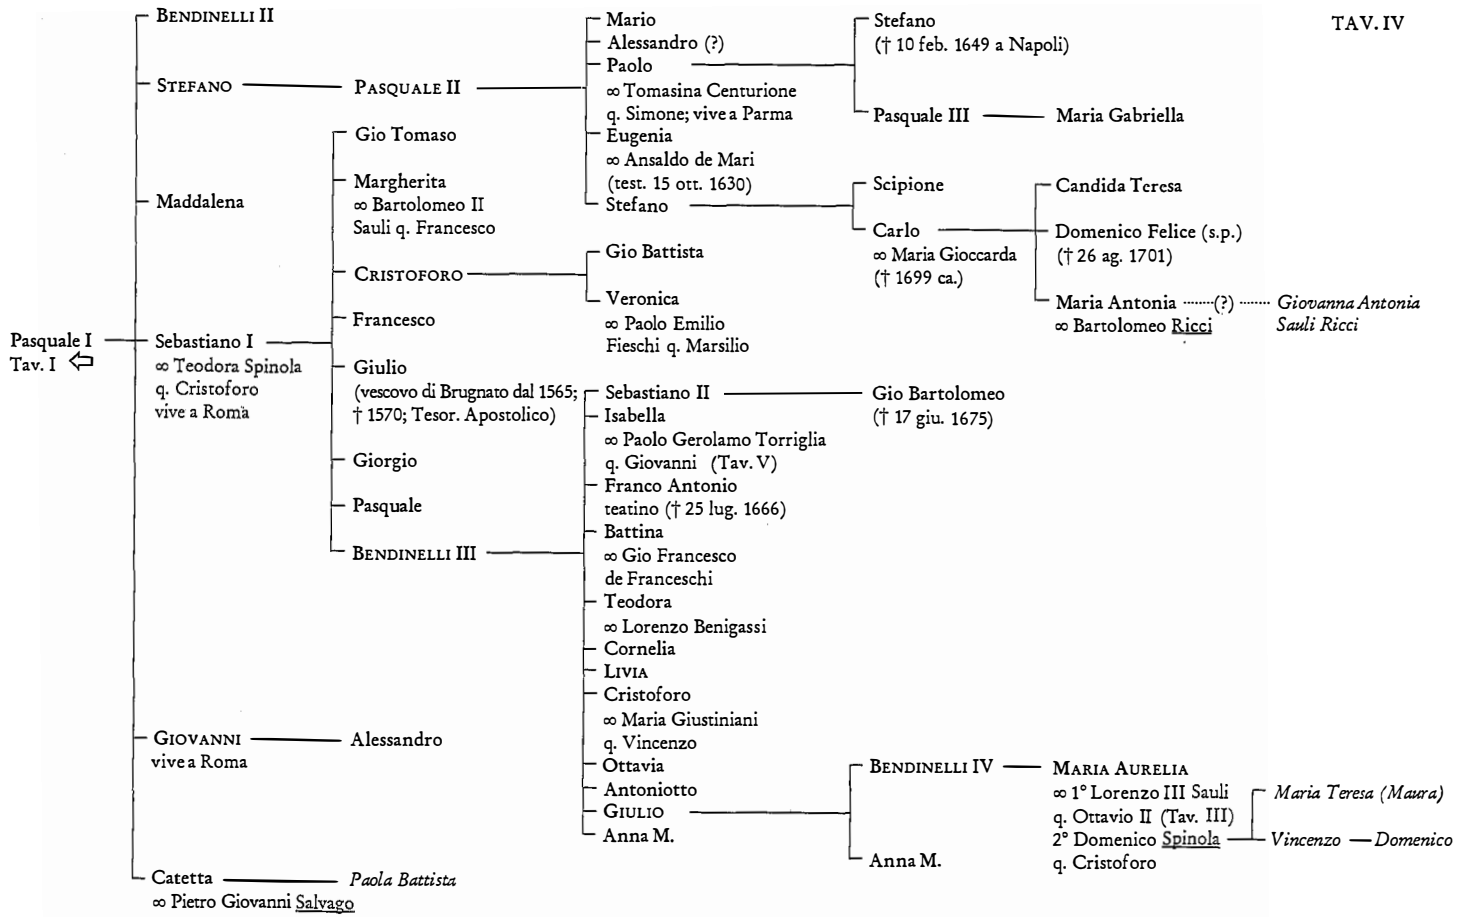 TAV. IV
Pasquale I
Tav. I
BENDINELLI II
STEFANO
Maddalena
Sebastiano I
∞ Teodora Spinola
q. Cristoforo
vive a Roma
GIOVANNI
vive a Roma
Catetta
∞ Pietro Giovanni Salvago
PASQUALE II
Gio Tomaso
Margherita
∞ Bartolomeo II
Sauli q. Francesco
CRISTOFORO
Francesco
Giulio
(vescovo di Brugnato dal 1565;
† 1570; Tesor. Apostolico)
Giorgio
Pasquale
BENDINELLI III
Alessandro
Paola Battista
Mario
Alessandro (?)
Paolo
∞ Tomasina Centurione
q. Simone; vive a Parma
Eugenia
∞ Ansaldo de Mari
(test. 15 ott. 1630)
Stefano
Gio Battista
Veronica
∞ Paolo Emilio
Fieschi q. Marsilio
Sebastiano II
Isabella
∞ Paolo Gerolamo Torriglia
q. Giovanni (Tav. V)
Franco Antonio
teatino († 25 lug. 1666)
Battina
∞ Gio Francesco
de Franceschi
Teodora
∞ Lorenzo Benigassi
Cornelia
LIVIA
Cristoforo
∞ Maria Giustiniani
q. Vincenzo
Ottavia
Antoniotto
GIULIO
Anna M.
Stefano
(† 10 feb. 1649 a Napoli)
Pasquale III
Scipione
Carlo
∞ Maria Gioccarda
(† 1699 ca.)
Gio Bartolomeo
(† 17 giu. 1675)
BENDINELLI IV
Anna M.
Maria Gabriella
Candida Teresa
Domenico Felice (s.p.)
(† 26 ag. 1701)
Maria Antonia ........(?) ........ Giovanna Antonia
∞ Bartolomeo Ricci
Sauli Ricci
MARIA AURELIA
∞ 1° Lorenzo III Sauli
q. Ottavio II (Tav. III)
2° Domenico Spinola
q. Cristoforo
Maria Teresa (Maura)
Vincenzo — Domenico